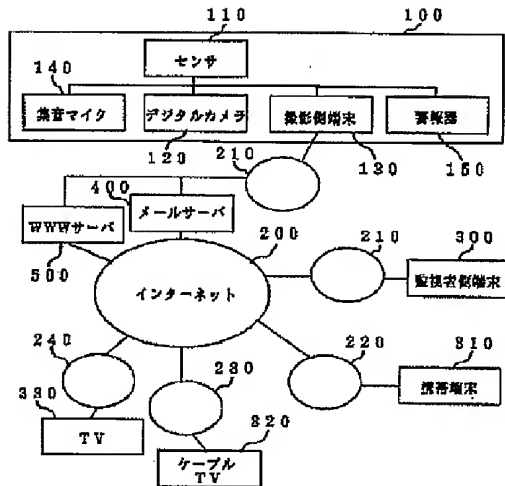 110
100
140
センサ
集音マイク
デジタルカメラ
撮影側端末
警報器
120
210
130
150
400
メールサーバ
WWWサーバ
500
200
210
300
インターネット
監視者側端末
240
220
310
330
230
携帯端末
320
TV
ケーブル
TV